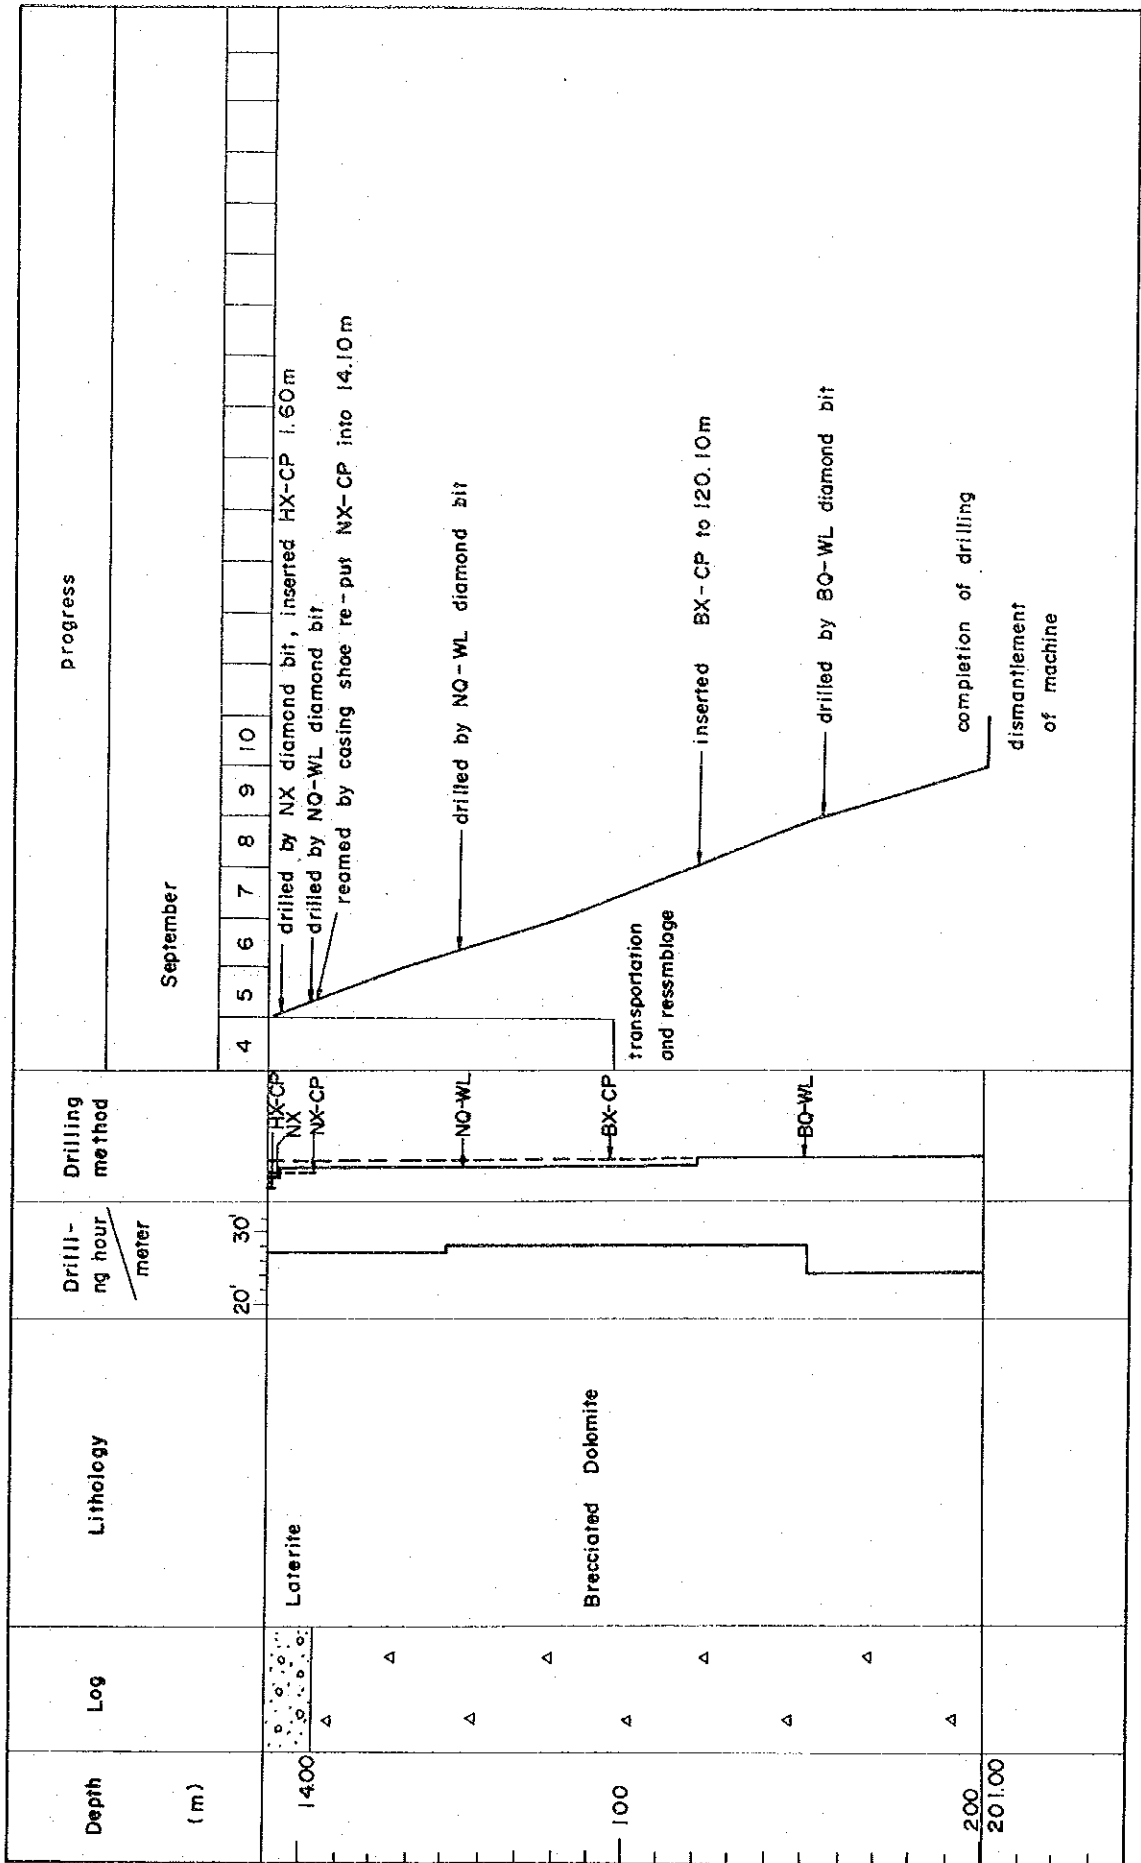 Depth
(m)
Log
Lithology
Drill-
ng hour
meter
Drilling
method
progress
September
20' 30'
4 5 6 7 8 9 10
14.00
100
200
201.00
Laterite
Brecciated Dolomite
HX-CP
NX
NX-CP
NQ-WL
BX-CP
BQ-WL
drilled by NX diamond bit, inserted HX-CP 1.60m
drilled by NQ-WL diamond bit
reamed by casing shoe re-put NX-CP into 14.10m
drilled by NQ-WL diamond bit
transportation
and ressmblage
inserted BX-CP to 120.10m
drilled by BQ-WL diamond bit
completion of drilling
dismantlement
of machine